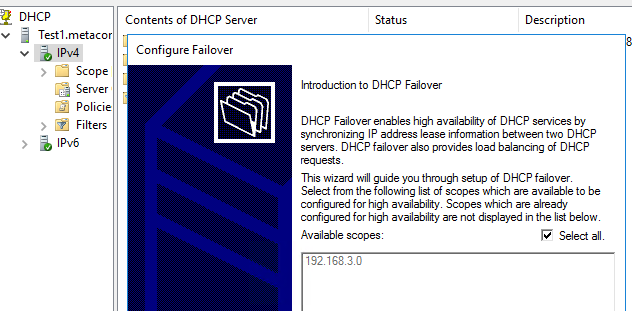 DHCP
Contents of DHCP Server
Status
Description
Test1.metacor
Configure Failover
IPv4
Scope
Server
Policie
Filters
IPv6
8
Introduction to DHCP Failover
DHCP Failover enables high availability of DHCP services by
synchronizing IP address lease information between two DHCP
servers. DHCP failover also provides load balancing of DHCP
requests.
This wizard will guide you through setup of DHCP failover.
Select from the following list of scopes which are available to be
configured for high availability. Scopes which are already
configured for high availability are not displayed in the list below.
Available scopes:
Select all.
192.168.3.0